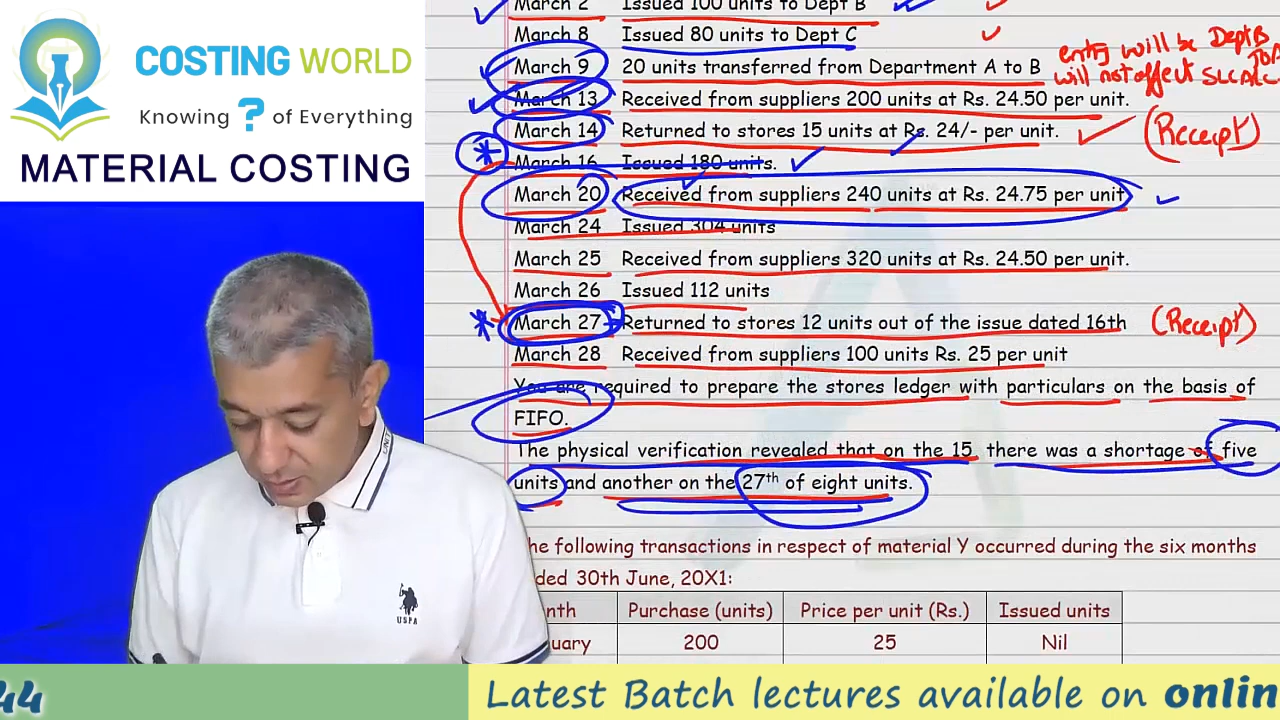 COSTING WORLD
Knowing ? of Everything
MATERIAL COSTING
March 2 Issued 100 units to Dept B
March 8 Issued 80 units to Dept C
March 9 20 units transferred from Department A to B
entry will be Dept B
will not affect SLC
March 13 Received from suppliers 200 units at Rs. 24.50 per unit.
March 14 Returned to stores 15 units at Rs. 24/- per unit.
(Receipt)
March 16 Issued 180 units.
March 20 Received from suppliers 240 units at Rs. 24.75 per unit
March 24 Issued 304 units
March 25 Received from suppliers 320 units at Rs. 24.50 per unit.
March 26 Issued 112 units
March 27 Returned to stores 12 units out of the issue dated 16th
(Receipt)
March 28 Received from suppliers 100 units Rs. 25 per unit
You are required to prepare the stores ledger with particulars on the basis of
FIFO.
The physical verification revealed that on the 15 there was a shortage of five
units and another on the 27th of eight units.
he following transactions in respect of material Y occurred during the six months
ded 30th June, 20X1:
nth Purchase (units) Price per unit (Rs.) Issued units
uary 200 25 Nil
UNIT
USPA
44
Latest Batch lectures available on onlin